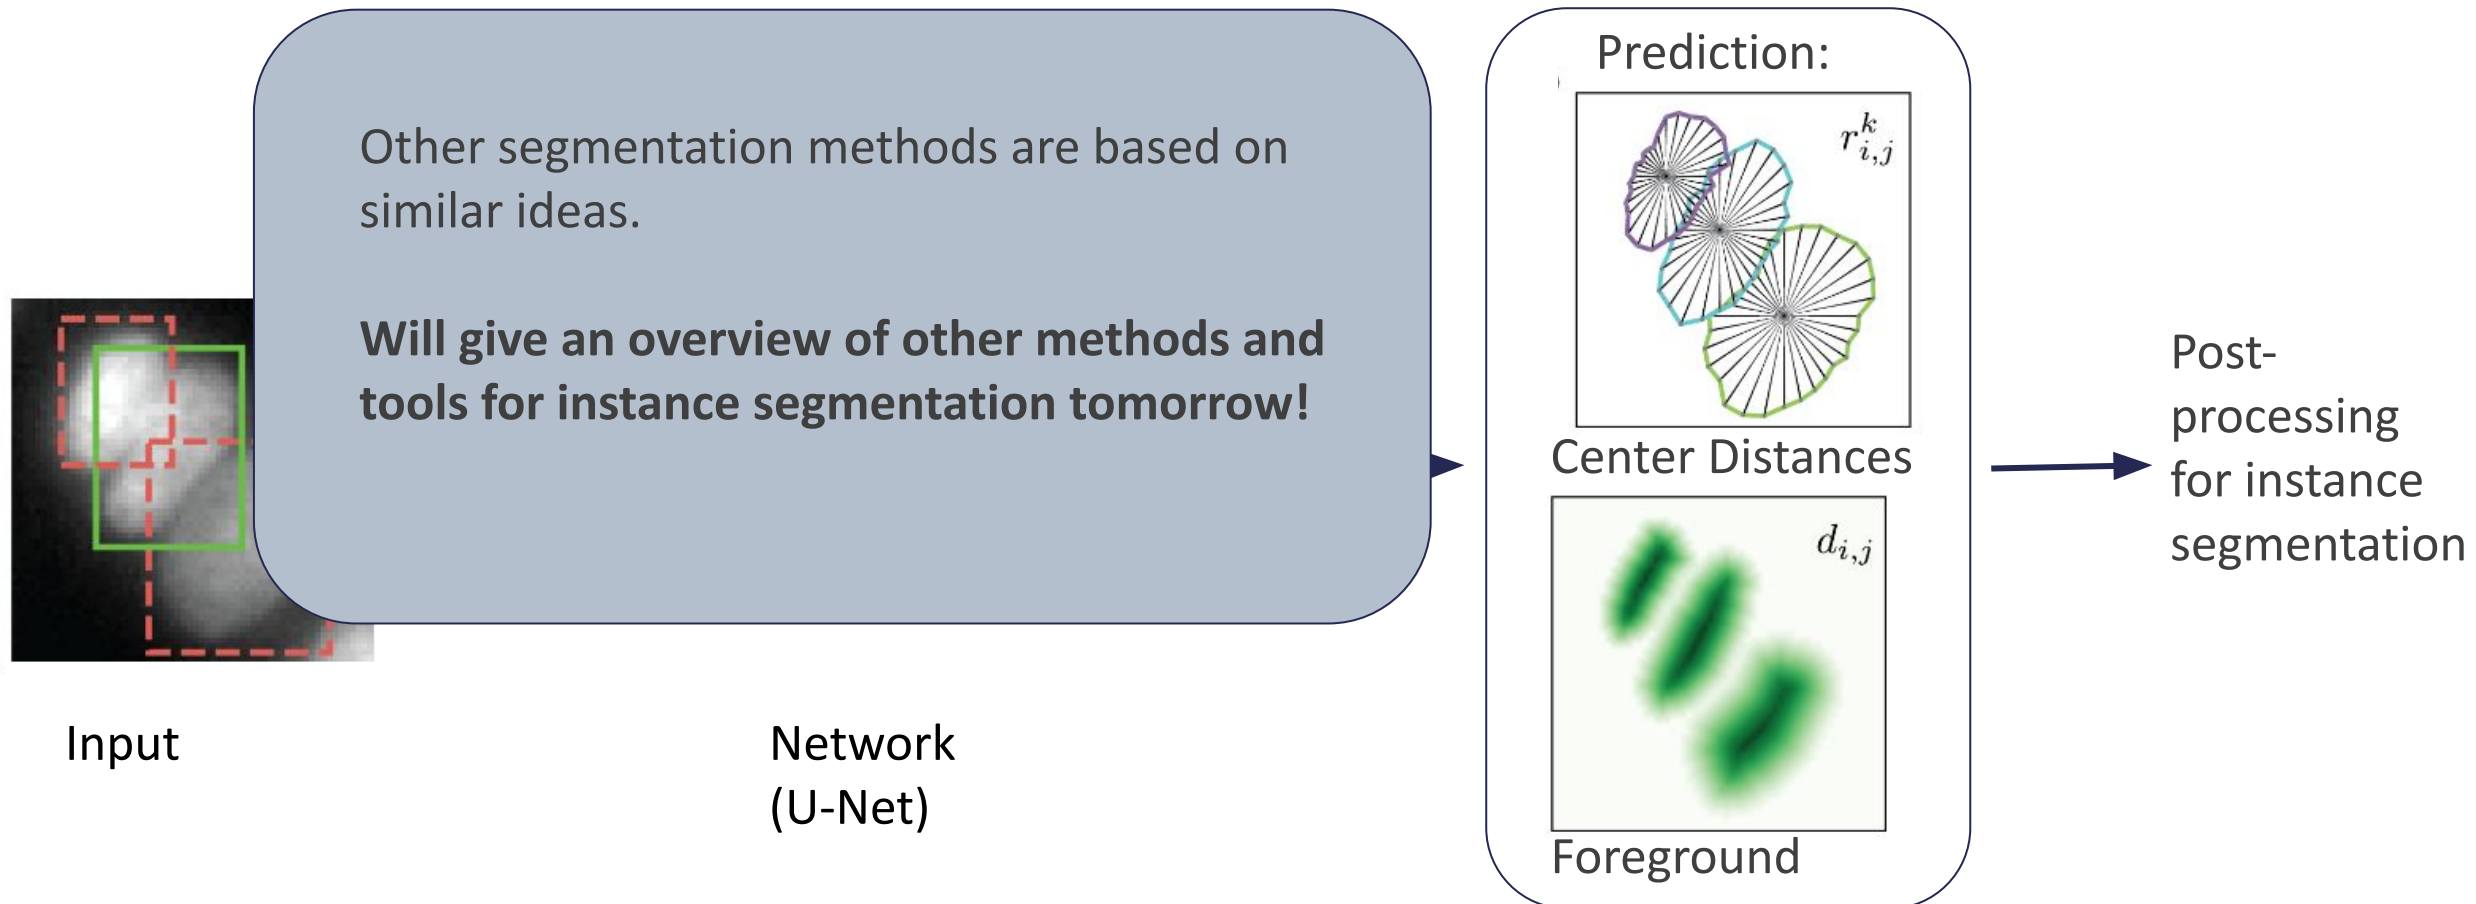 Other segmentation methods are based on
similar ideas.
Will give an overview of other methods and
tools for instance segmentation tomorrow!
Input
Network
(U-Net)
Prediction:
r^k_{i,j}
Center Distances
d_{i,j}
Foreground
Post-
processing
for instance
segmentation